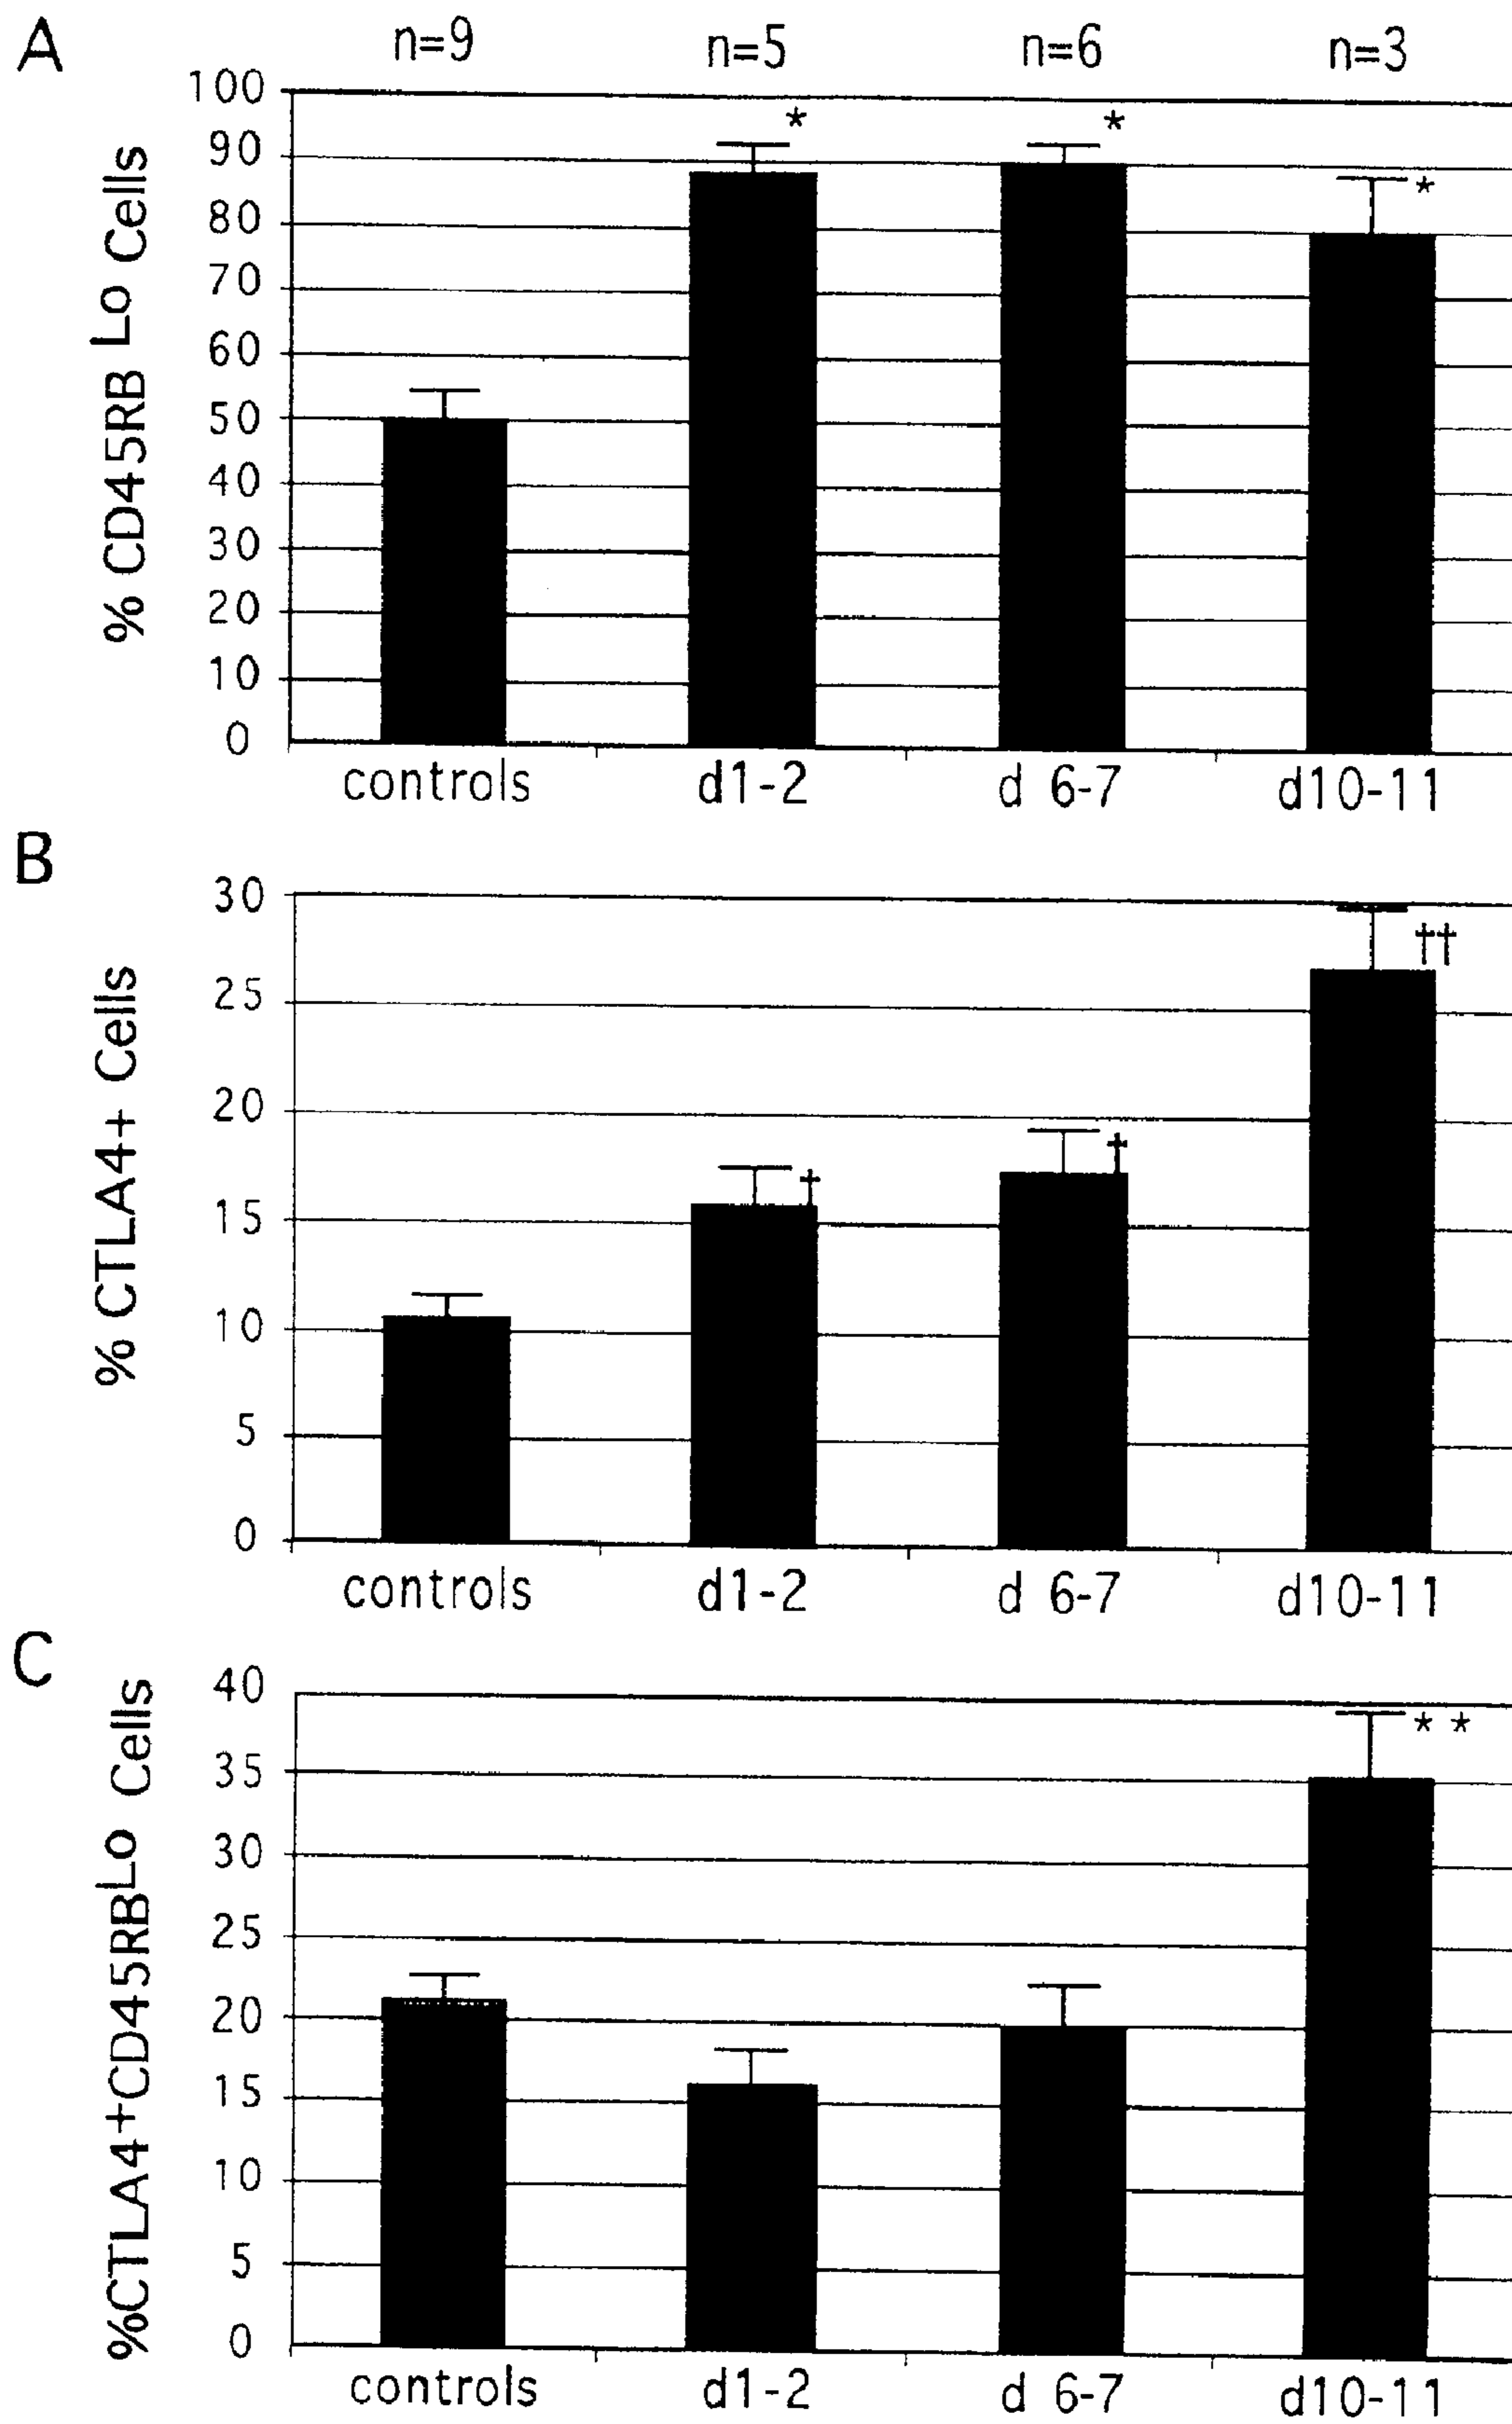 A
n=9 n=5 n=6 n=3
% CD45RB Lo Cells
100
90
80
70
60
50
40
30
20
10
0
* * *
controls d1-2 d 6-7 d10-11
B
% CTLA4+ Cells
30
25
20
15
10
5
0
† † ††
controls d1-2 d 6-7 d10-11
C
%CTLA4+CD45RBLo Cells
40
35
30
25
20
15
10
5
0
* *
controls d1-2 d 6-7 d10-11